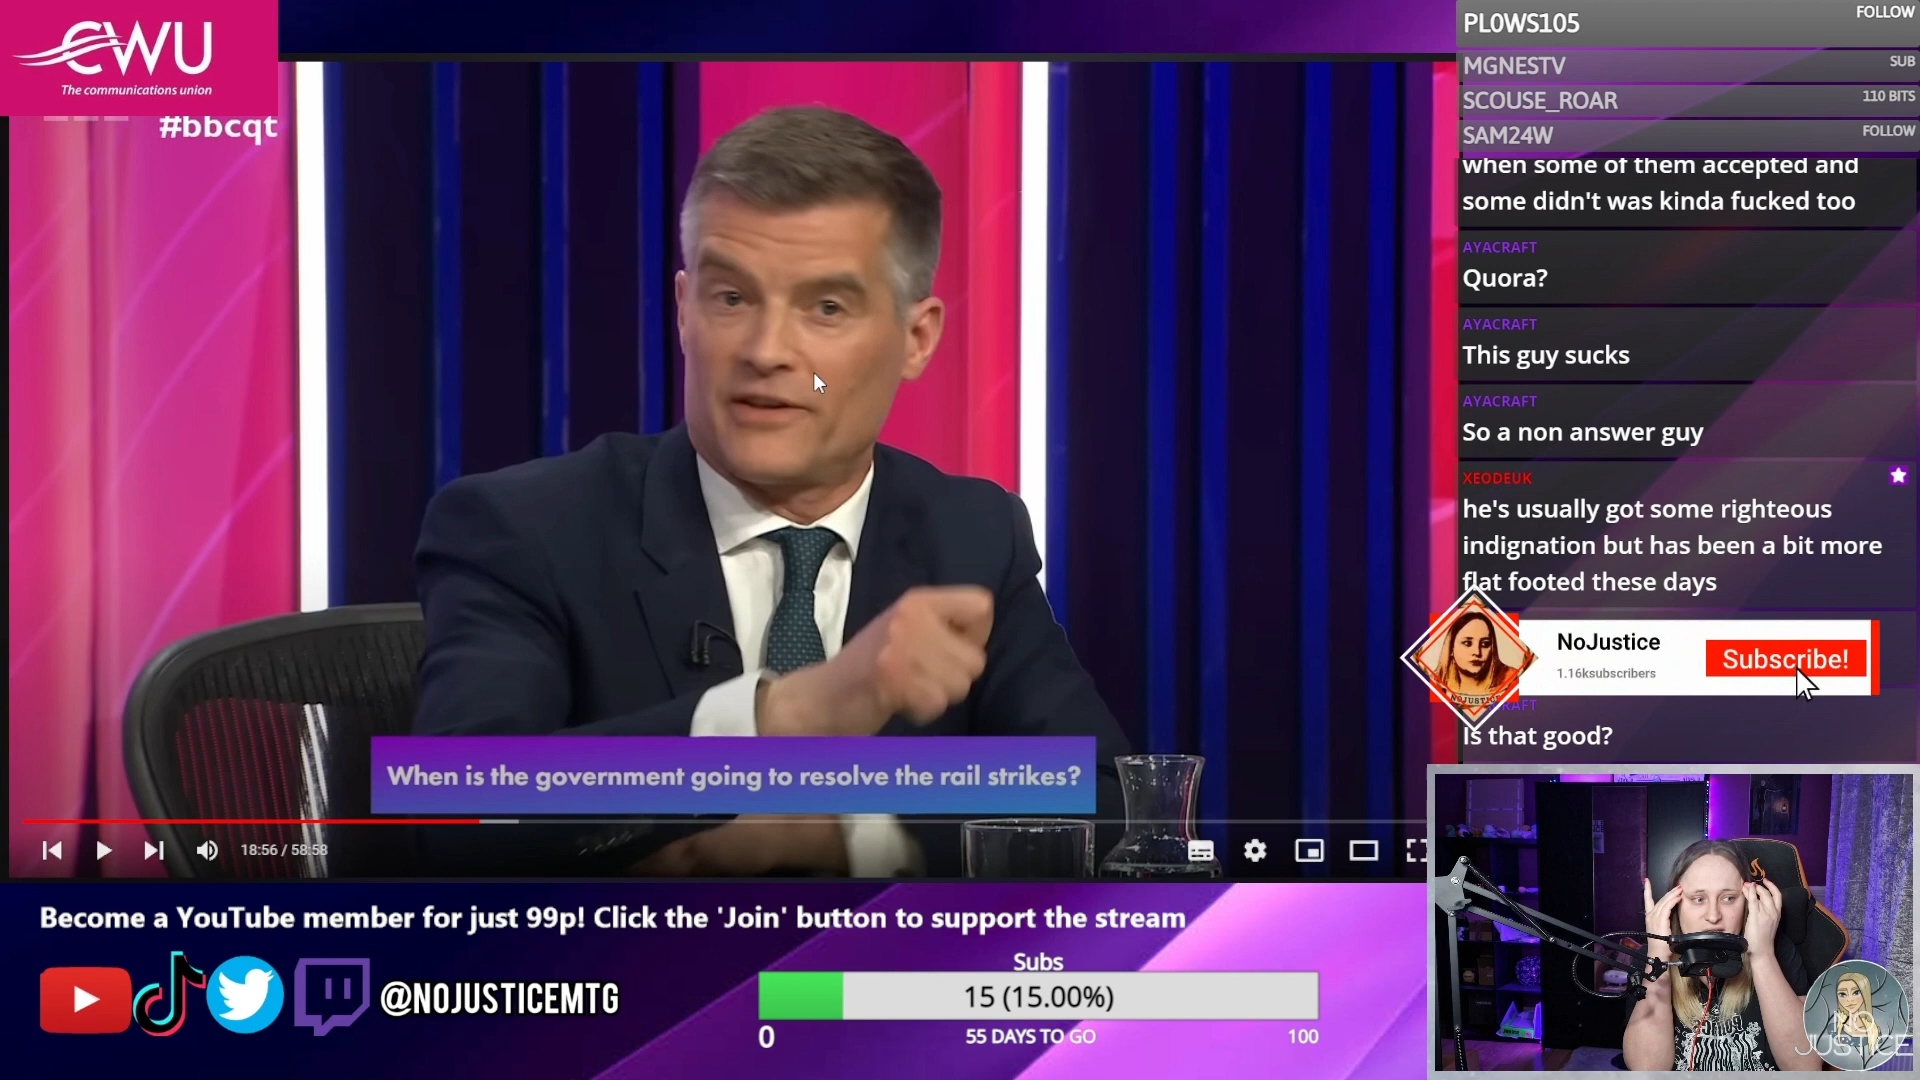 CWU
The communications union
#bbcqt
When is the government going to resolve the rail strikes?
18:56 / 58:58
Become a YouTube member for just 99p! Click the 'Join' button to support the stream
@NOJUSTICEMTG
Subs
15 (15.00%)
0
55 DAYS TO GO
100
PL0WS105
FOLLOW
MGNESTV
SUB
SCOUSE_ROAR
110 BITS
SAM24W
FOLLOW
when some of them accepted and
some didn't was kinda fucked too
AYACRAFT
Quora?
AYACRAFT
This guy sucks
AYACRAFT
So a non answer guy
XEODEUK
he's usually got some righteous
indignation but has been a bit more
flat footed these days
NoJustice
1.16ksubscribers
Subscribe!
NOJUSTICE
Is that good?
NO
JUSTICE